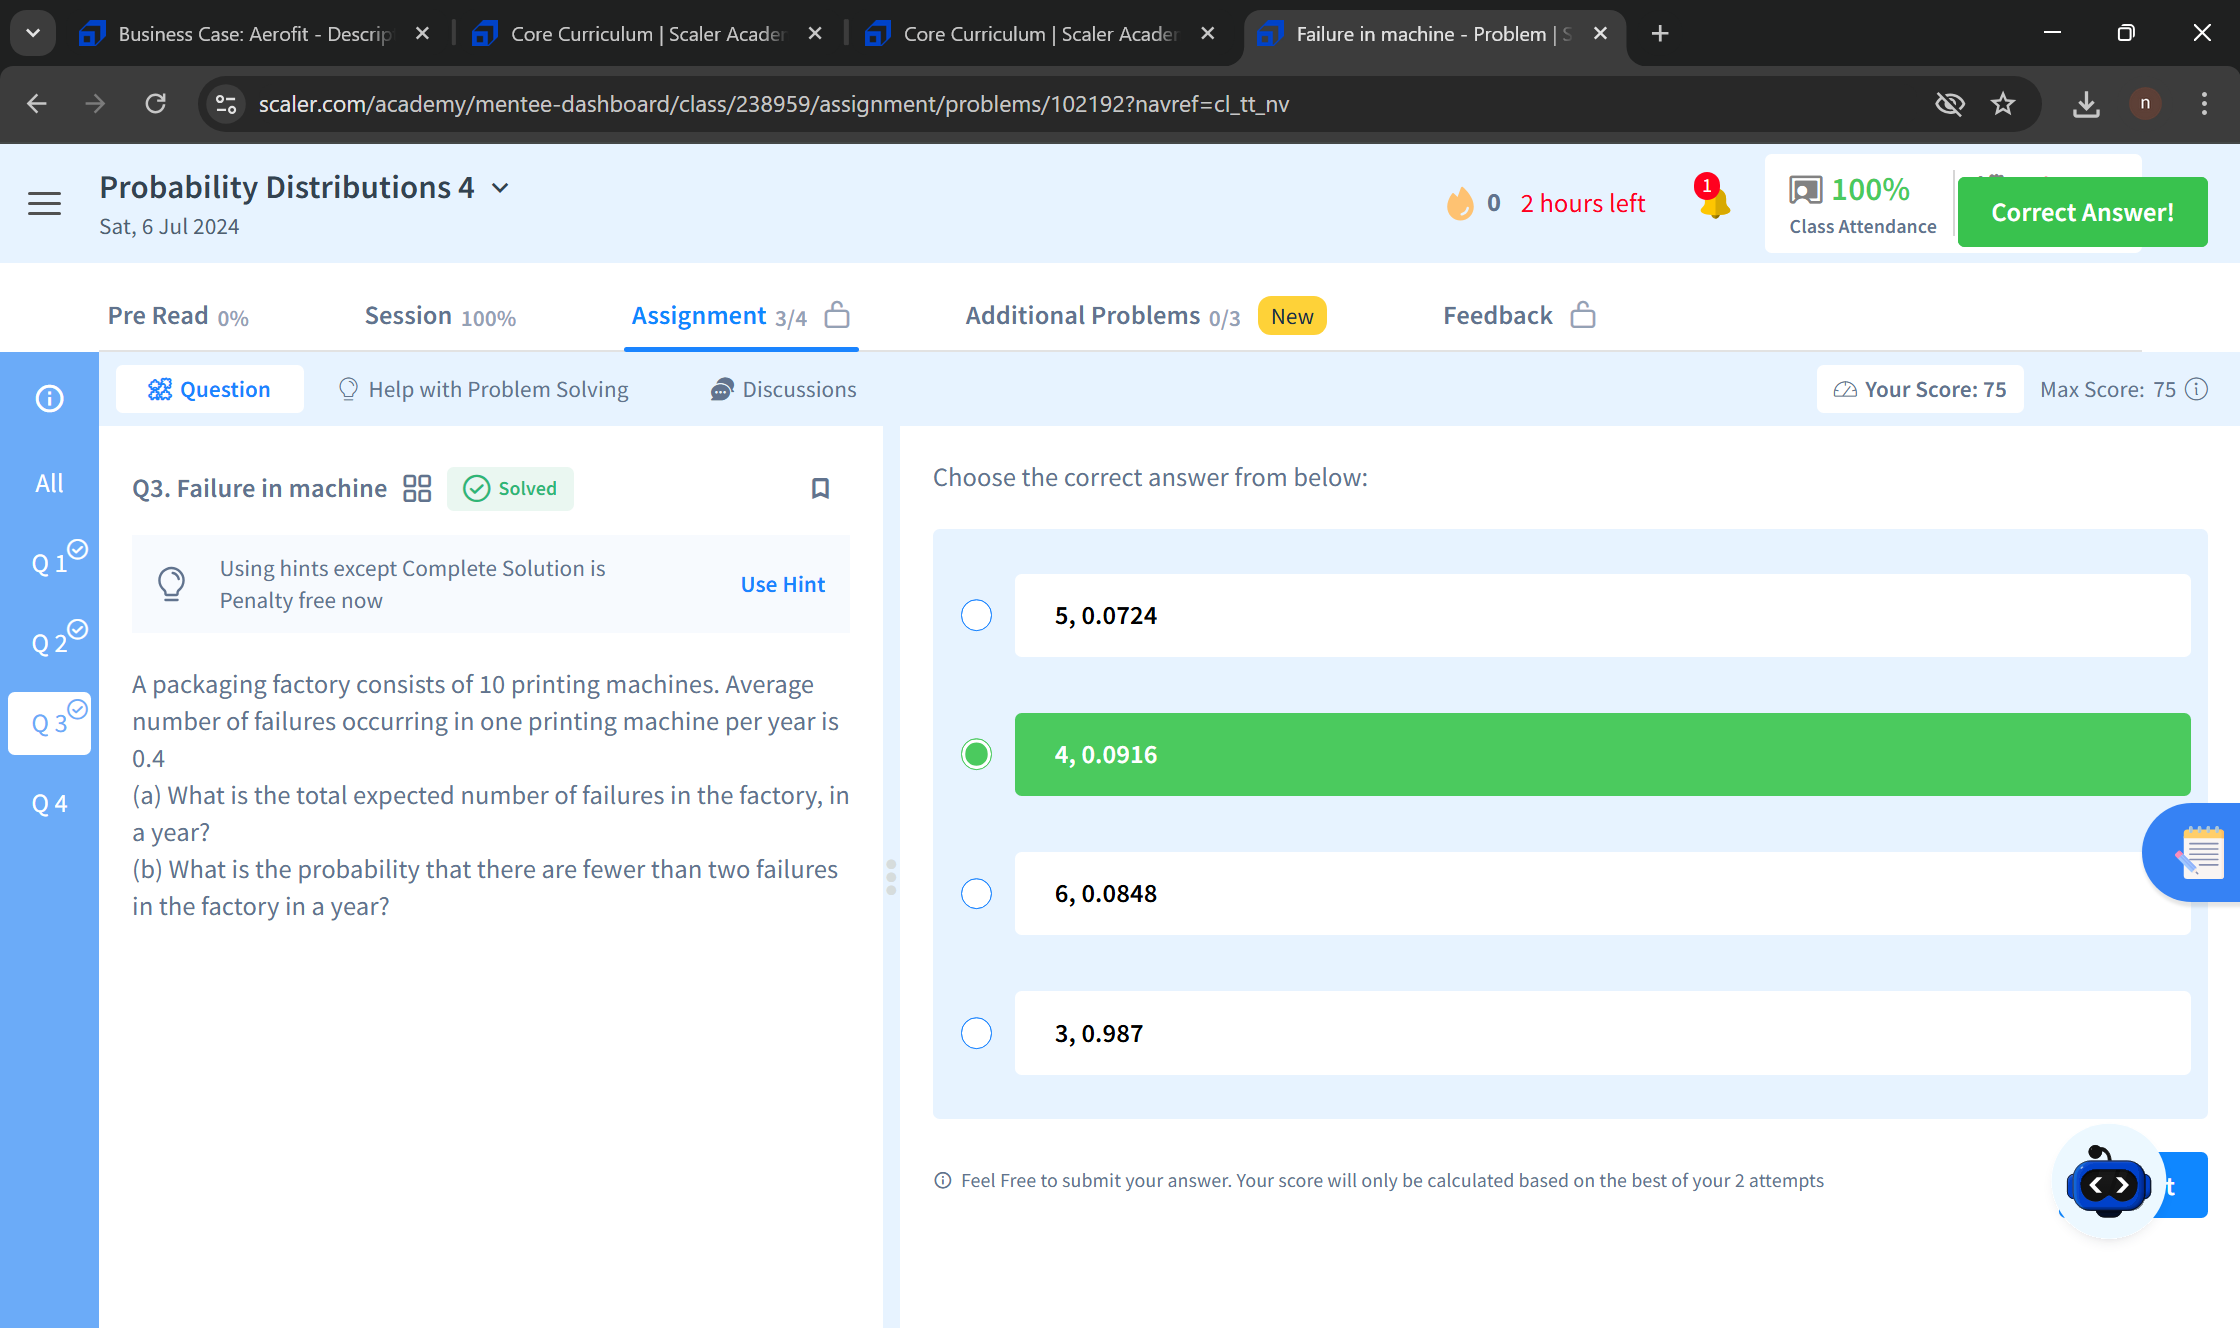 Business Case: Aerofit - Descrip
Core Curriculum | Scaler Acader
Core Curriculum | Scaler Acader
Failure in machine - Problem | S
scaler.com/academy/mentee-dashboard/class/238959/assignment/problems/102192?navref=cl_tt_nv
n
Probability Distributions 4
Sat, 6 Jul 2024
0
2 hours left
1
100%
Class Attendance
Correct Answer!
Pre Read 0%
Session 100%
Assignment 3/4
Additional Problems 0/3
New
Feedback
Question
Help with Problem Solving
Discussions
Your Score: 75
Max Score: 75
All
Q 1
Q 2
Q 3
Q 4
Q3. Failure in machine
Solved
Using hints except Complete Solution is
Penalty free now
Use Hint
A packaging factory consists of 10 printing machines. Average
number of failures occurring in one printing machine per year is
0.4
(a) What is the total expected number of failures in the factory, in
a year?
(b) What is the probability that there are fewer than two failures
in the factory in a year?
Choose the correct answer from below:
5, 0.0724
4, 0.0916
6, 0.0848
3, 0.987
Feel Free to submit your answer. Your score will only be calculated based on the best of your 2 attempts